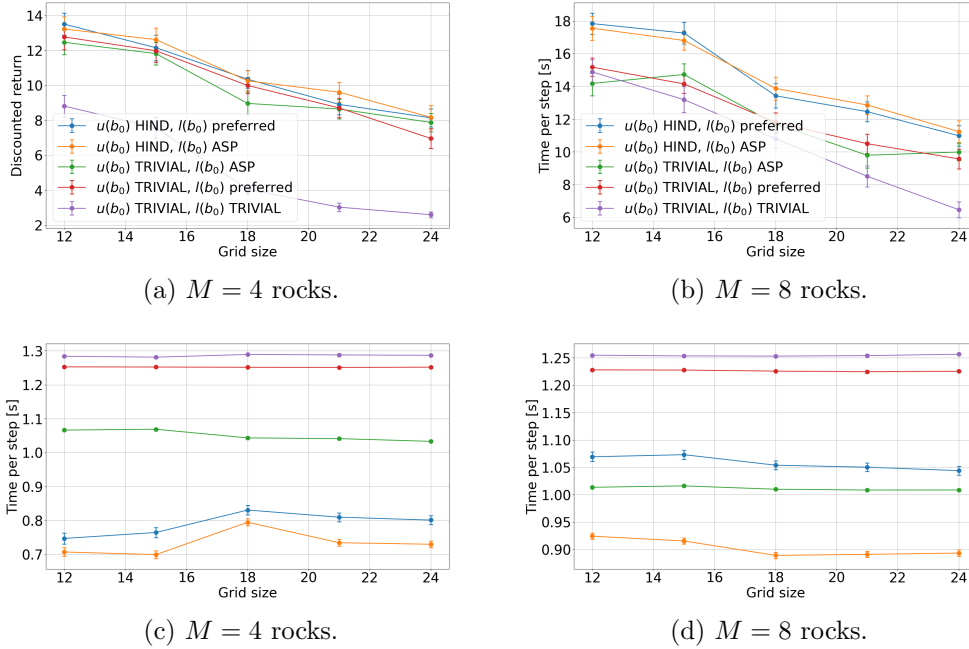 Discounted return
14
12
10
8
6
4
2
u(b₀) HIND, l(b₀) preferred
u(b₀) HIND, l(b₀) ASP
u(b₀) TRIVIAL, l(b₀) ASP
u(b₀) TRIVIAL, l(b₀) preferred
u(b₀) TRIVIAL, l(b₀) TRIVIAL
12 14 16 18 20 22 24
Grid size
(a) M = 4 rocks.
Time per step [s]
18
16
14
12
10
8
6
u(b₀) HIND, l(b₀) preferred
u(b₀) HIND, l(b₀) ASP
u(b₀) TRIVIAL, l(b₀) ASP
u(b₀) TRIVIAL, l(b₀) preferred
u(b₀) TRIVIAL, l(b₀) TRIVIAL
12 14 16 18 20 22 24
Grid size
(b) M = 8 rocks.
Time per step [s]
1.3
1.2
1.1
1.0
0.9
0.8
0.7
12 14 16 18 20 22 24
Grid size
(c) M = 4 rocks.
Time per step [s]
1.25
1.20
1.15
1.10
1.05
1.00
0.95
0.90
12 14 16 18 20 22 24
Grid size
(d) M = 8 rocks.